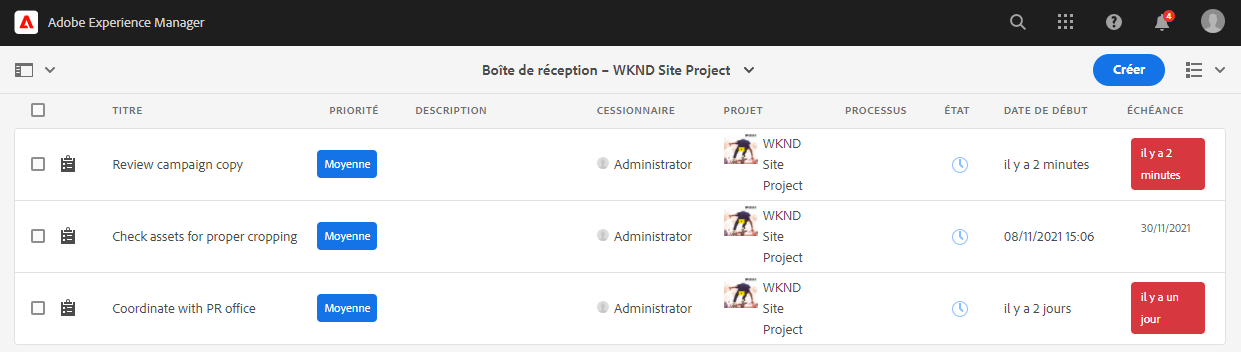 Adobe Experience Manager
4
Boîte de réception – WKND Site Project
Créer
TITRE PRIORITÉ DESCRIPTION CESSIONNAIRE PROJET PROCESSUS ÉTAT DATE DE DÉBUT ÉCHÉANCE
Review campaign copy Moyenne Administrator WKND Site Project il y a 2 minutes il y a 2 minutes
Check assets for proper cropping Moyenne Administrator WKND Site Project 08/11/2021 15:06 30/11/2021
Coordinate with PR office Moyenne Administrator WKND Site Project il y a 2 jours il y a un jour